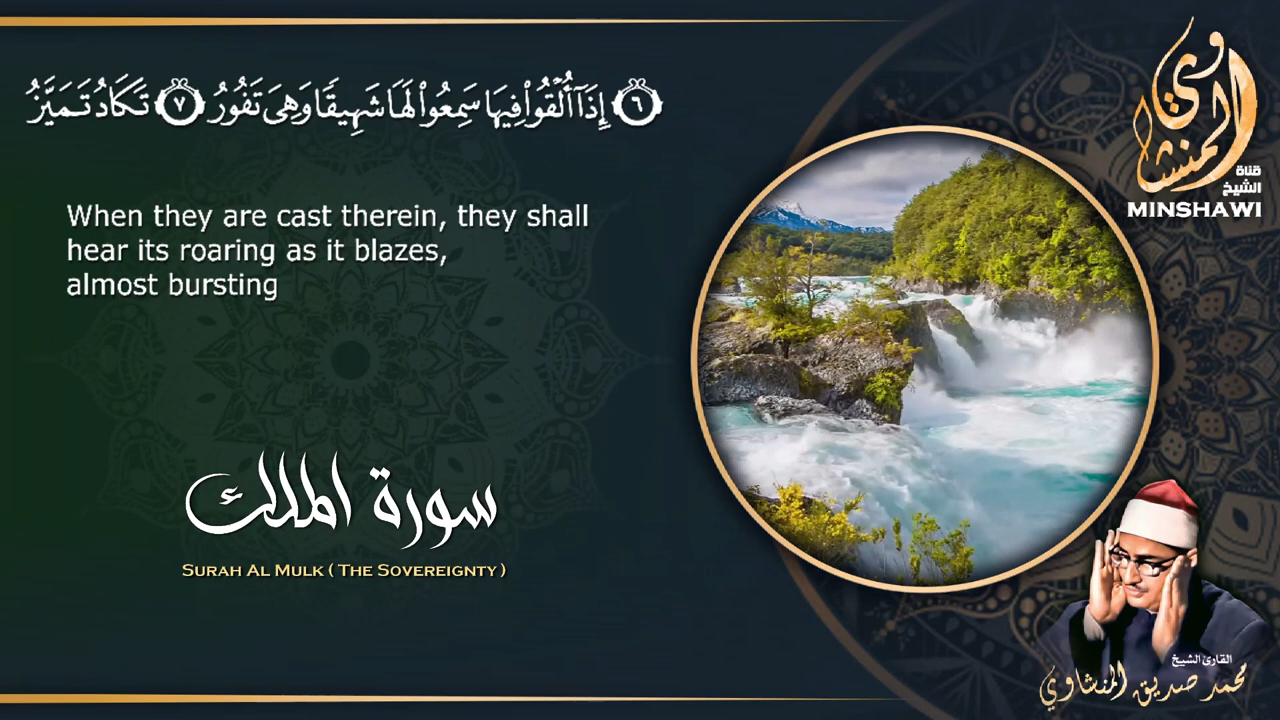 ٦ إِذَآ أُلْقُوا۟ فِيهَا سَمِعُوا۟ لَهَا شَهِيقًا وَهِىَ تَفُورُ ٧ تَكَادُ تَمَيَّزُ
When they are cast therein, they shall
hear its roaring as it blazes,
almost bursting
سورة الملك
SURAH AL MULK ( THE SOVEREIGNTY )
المنشاوي
قناة
الشيخ
MINSHAWI
القارئ الشيخ
محمد صديق المنشاوي